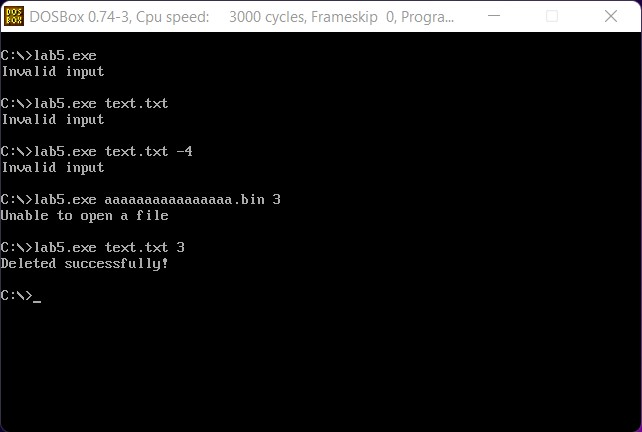 DOS
BOX
DOSBox 0.74-3, Cpu speed:    3000 cycles, Frameskip  0, Progra...
C:\>lab5.exe
Invalid input
C:\>lab5.exe text.txt
Invalid input
C:\>lab5.exe text.txt -4
Invalid input
C:\>lab5.exe aaaaaaaaaaaaaaaa.bin 3
Unable to open a file
C:\>lab5.exe text.txt 3
Deleted successfully!
C:\>_